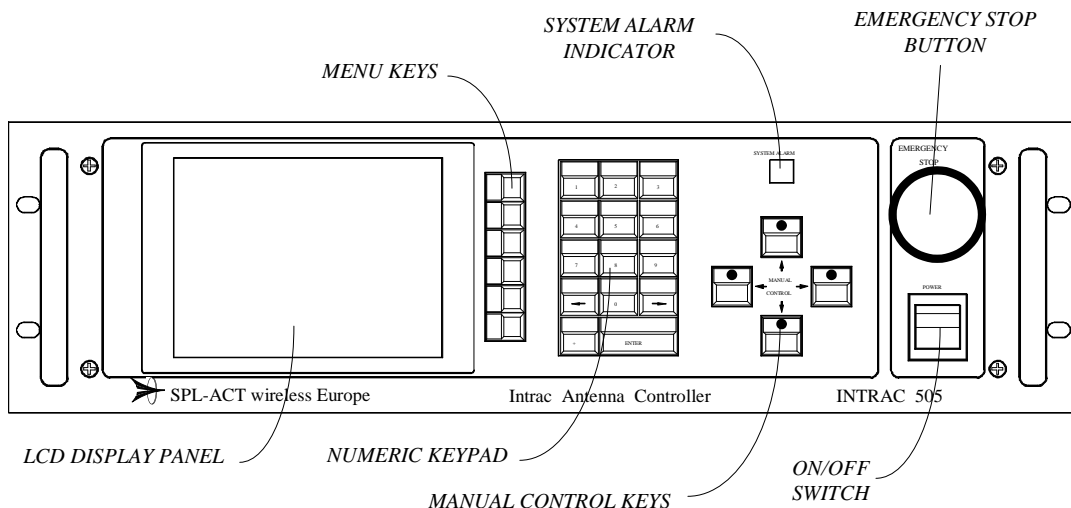 SYSTEM ALARM
INDICATOR
EMERGENCY STOP
BUTTON
MENU KEYS
SYSTEM ALARM
EMERGENCY
STOP
1 2 3
4 5 6
7 8 9
0
+ ENTER
MANUAL
CONTROL
POWER
SPL-ACT wireless Europe
Intrac Antenna Controller
INTRAC 505
LCD DISPLAY PANEL
NUMERIC KEYPAD
MANUAL CONTROL KEYS
ON/OFF
SWITCH